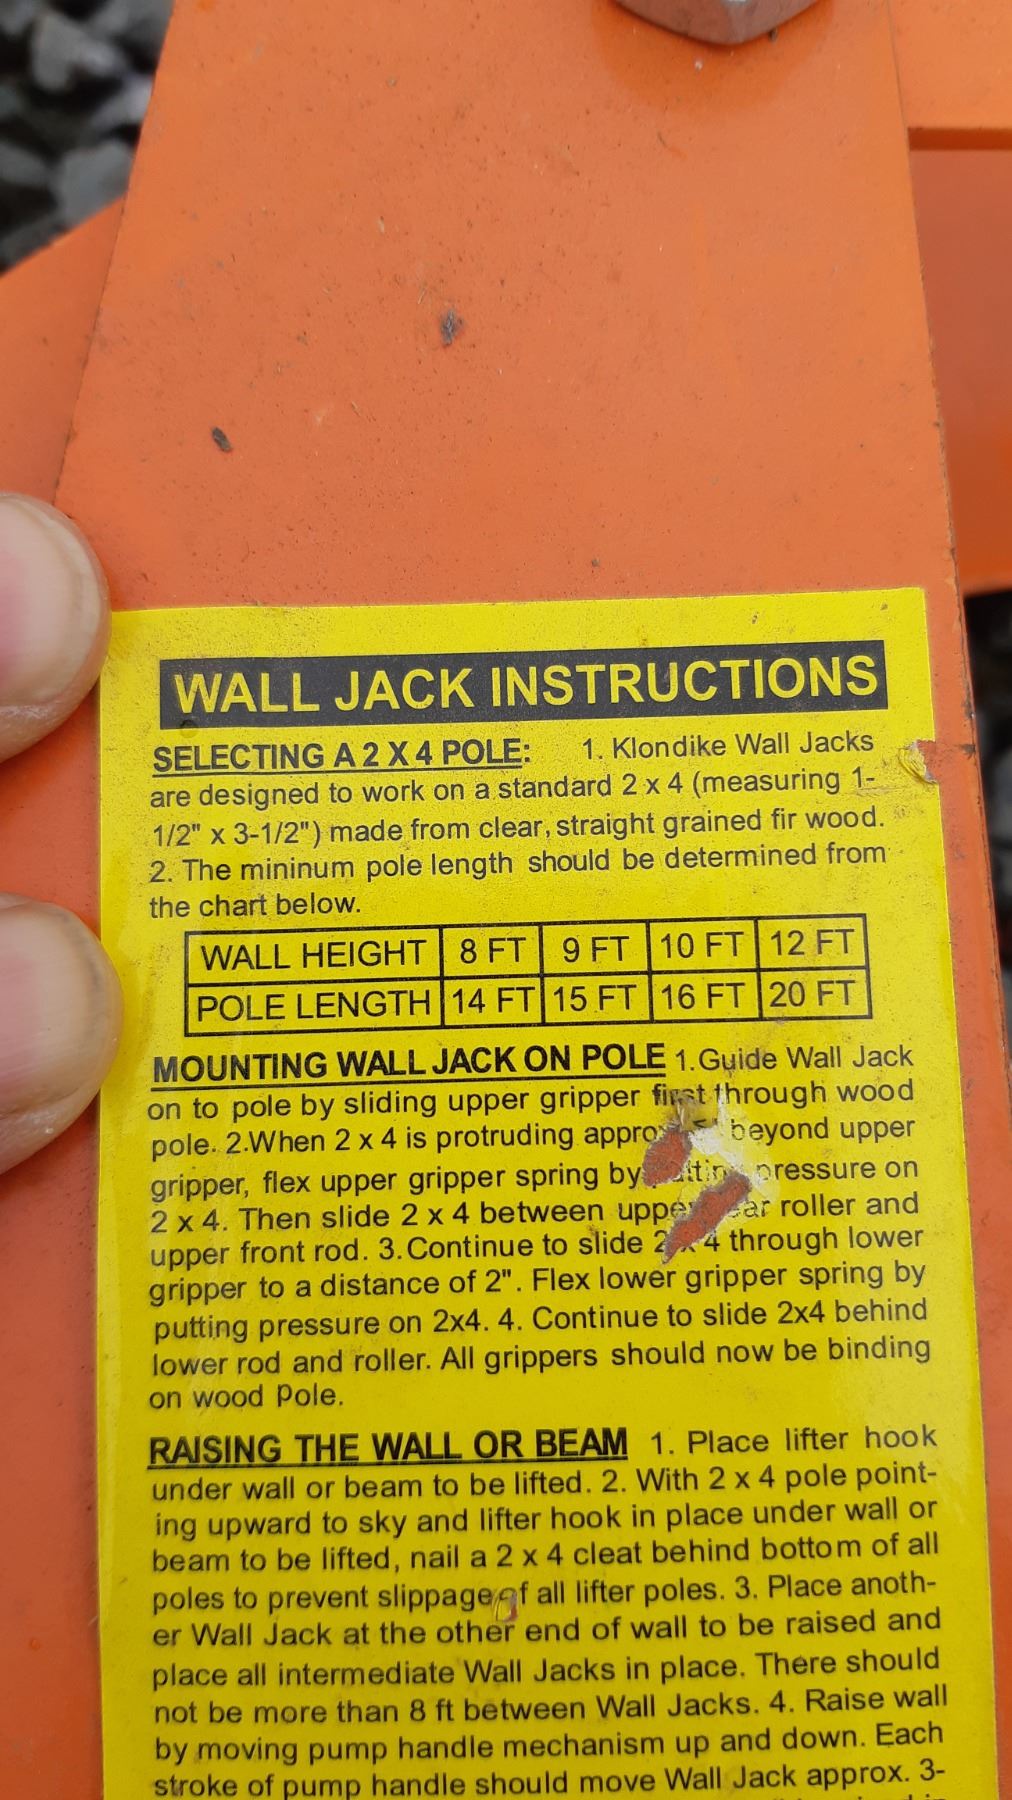 WALL JACK INSTRUCTIONS
SELECTING A 2 X 4 POLE: 1. Klondike Wall Jacks
are designed to work on a standard 2 x 4 (measuring 1-
1/2" x 3-1/2") made from clear, straight grained fir wood.
2. The mininum pole length should be determined from
the chart below.
WALL HEIGHT 8 FT 9 FT 10 FT 12 FT
POLE LENGTH 14 FT 15 FT 16 FT 20 FT
MOUNTING WALL JACK ON POLE 1.Guide Wall Jack
on to pole by sliding upper gripper first through wood
pole. 2.When 2 x 4 is protruding beyond upper
gripper, flex upper gripper spring by pressure on
2 x 4. Then slide 2 x 4 between upper roller and
upper front rod. 3.Continue to slide 2 x 4 through lower
gripper to a distance of 2". Flex lower gripper spring by
putting pressure on 2x4. 4. Continue to slide 2x4 behind
lower rod and roller. All grippers should now be binding
on wood Pole.
RAISING THE WALL OR BEAM 1. Place lifter hook
under wall or beam to be lifted. 2. With 2 x 4 pole point-
ing upward to sky and lifter hook in place under wall or
beam to be lifted, nail a 2 x 4 cleat behind bottom of all
poles to prevent slippage of all lifter poles. 3. Place anoth-
er Wall Jack at the other end of wall to be raised and
place all intermediate Wall Jacks in place. There should
not be more than 8 ft between Wall Jacks. 4. Raise wall
by moving pump handle mechanism up and down. Each
stroke of pump handle should move Wall Jack approx. 3-